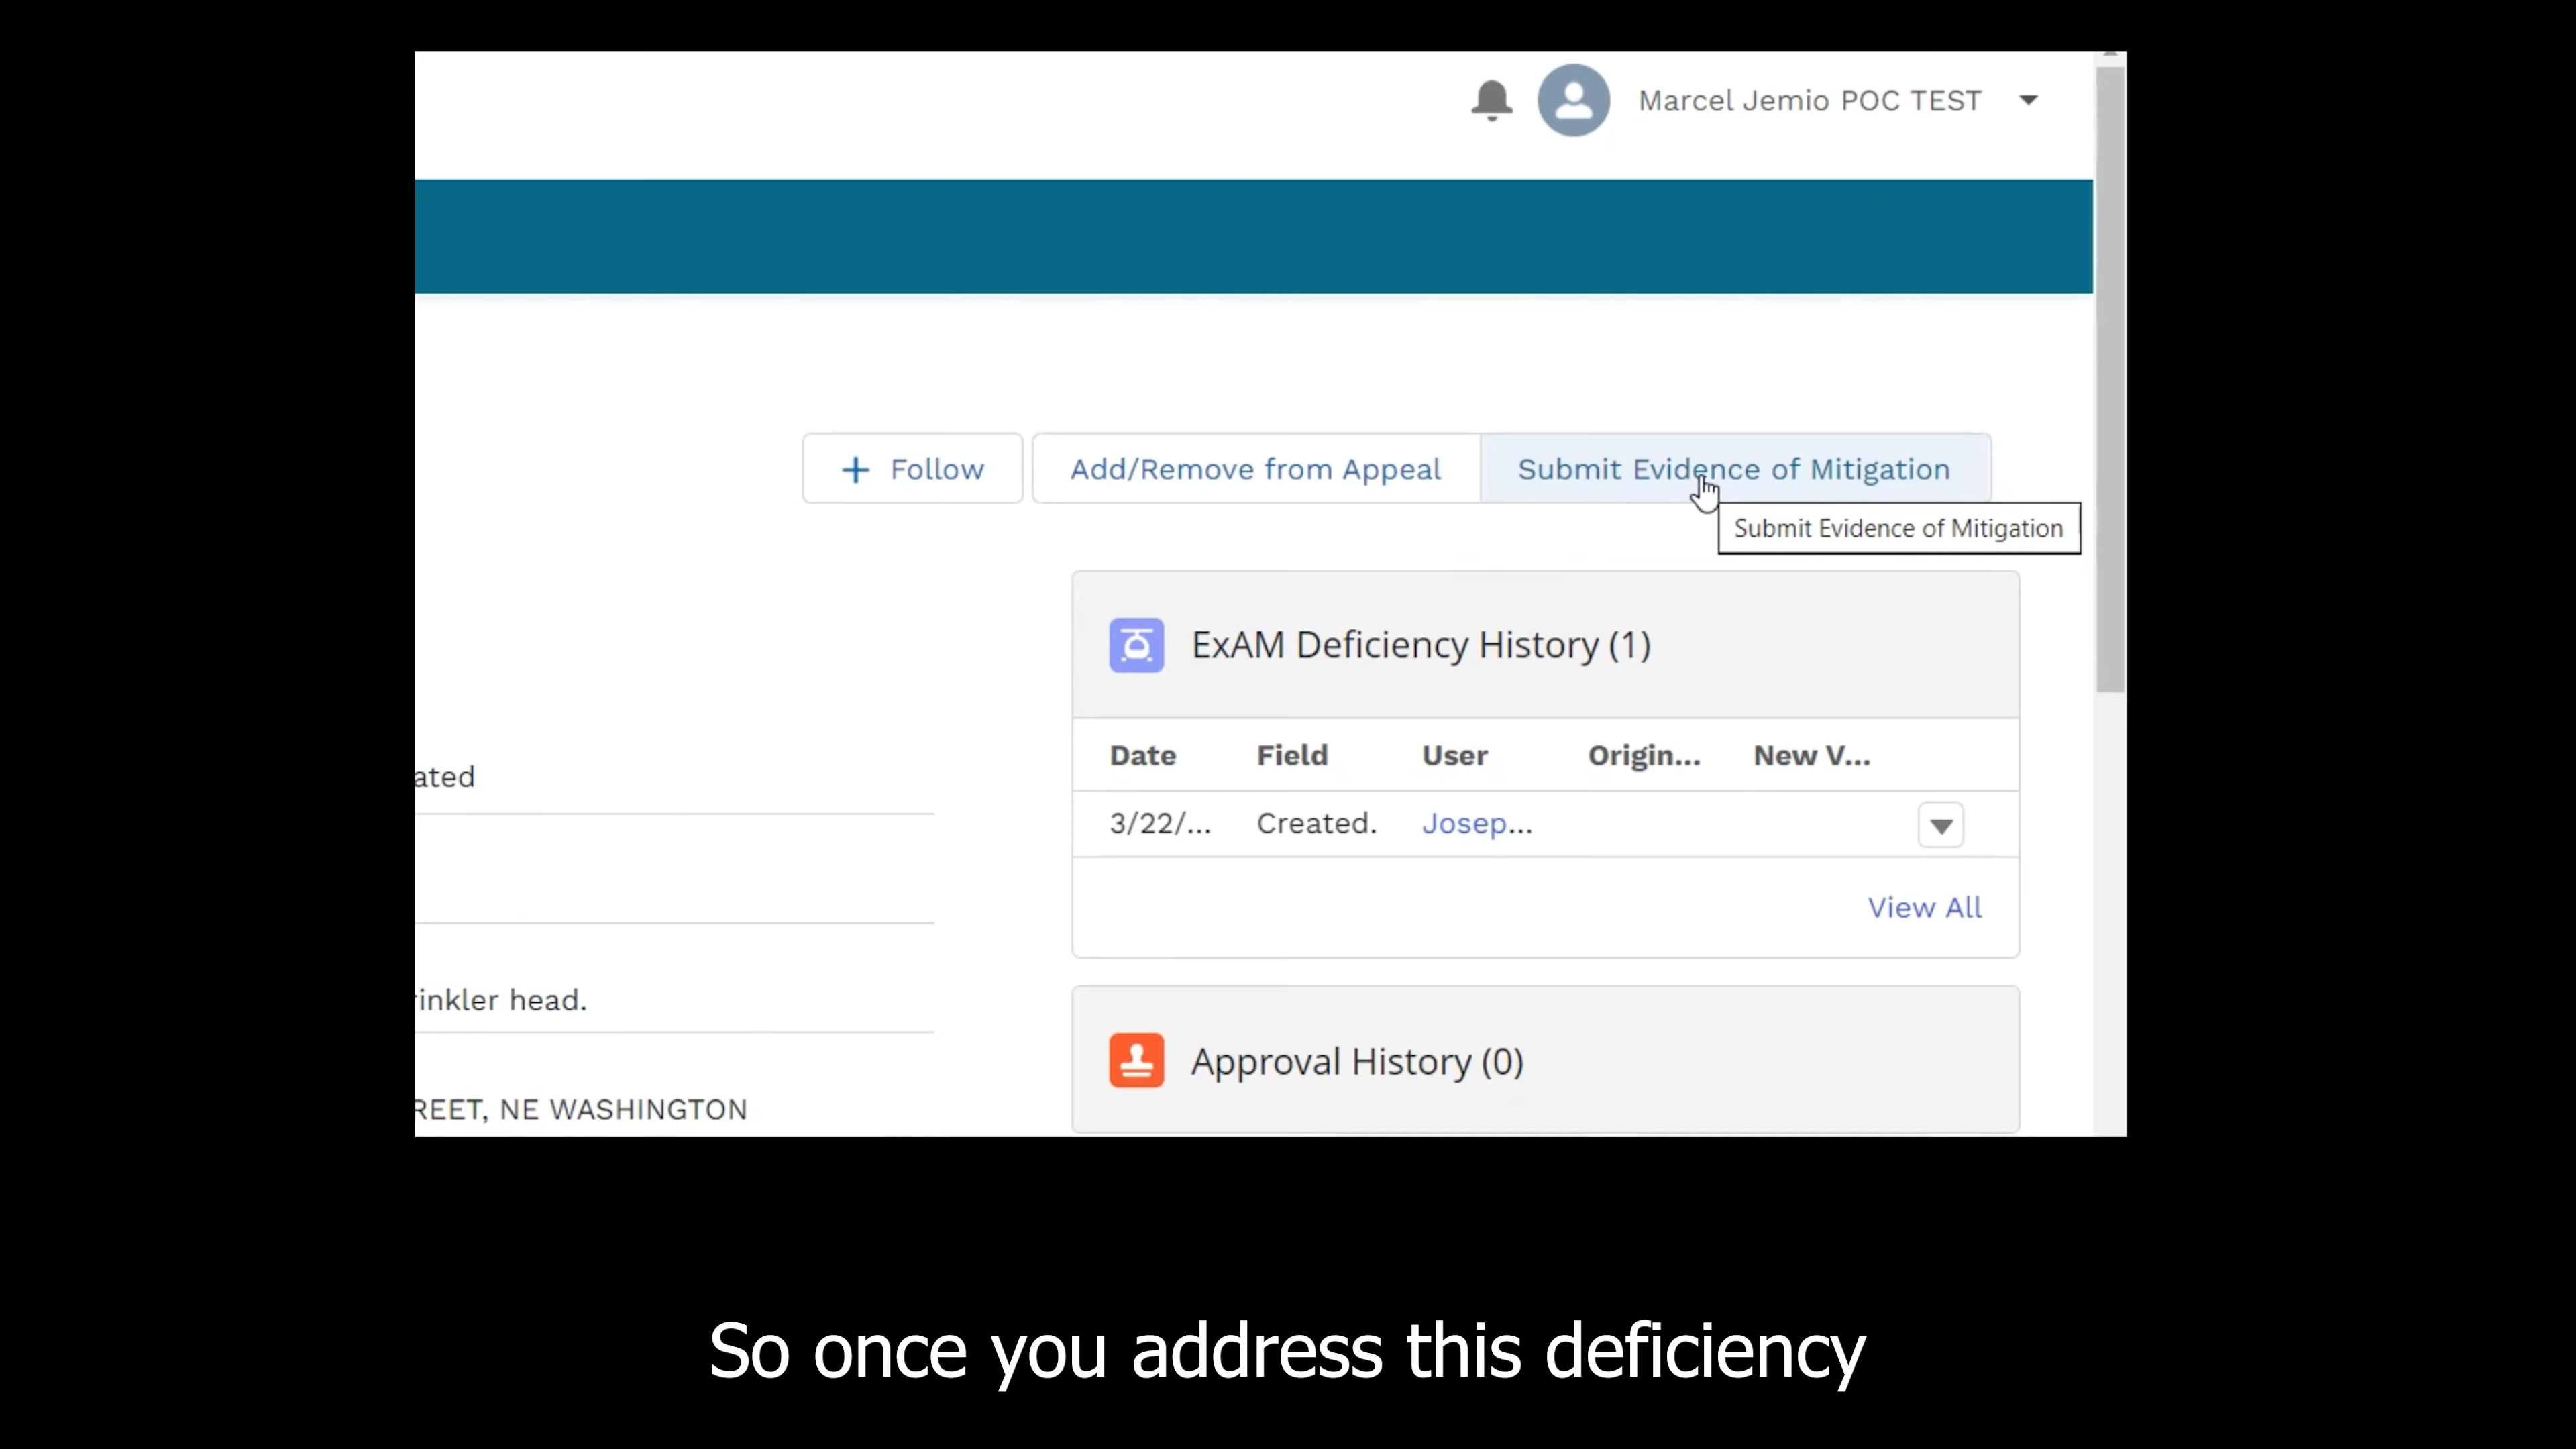 Marcel Jemio POC TEST
Follow
Add/Remove from Appeal
Submit Evidence of Mitigation
Submit Evidence of Mitigation
ExAM Deficiency History (1)
Date Field User Origin... New V...
3/22/... Created. Josep...
View All
Approval History (0)
ated
rinkler head.
REET, NE WASHINGTON
So once you address this deficiency